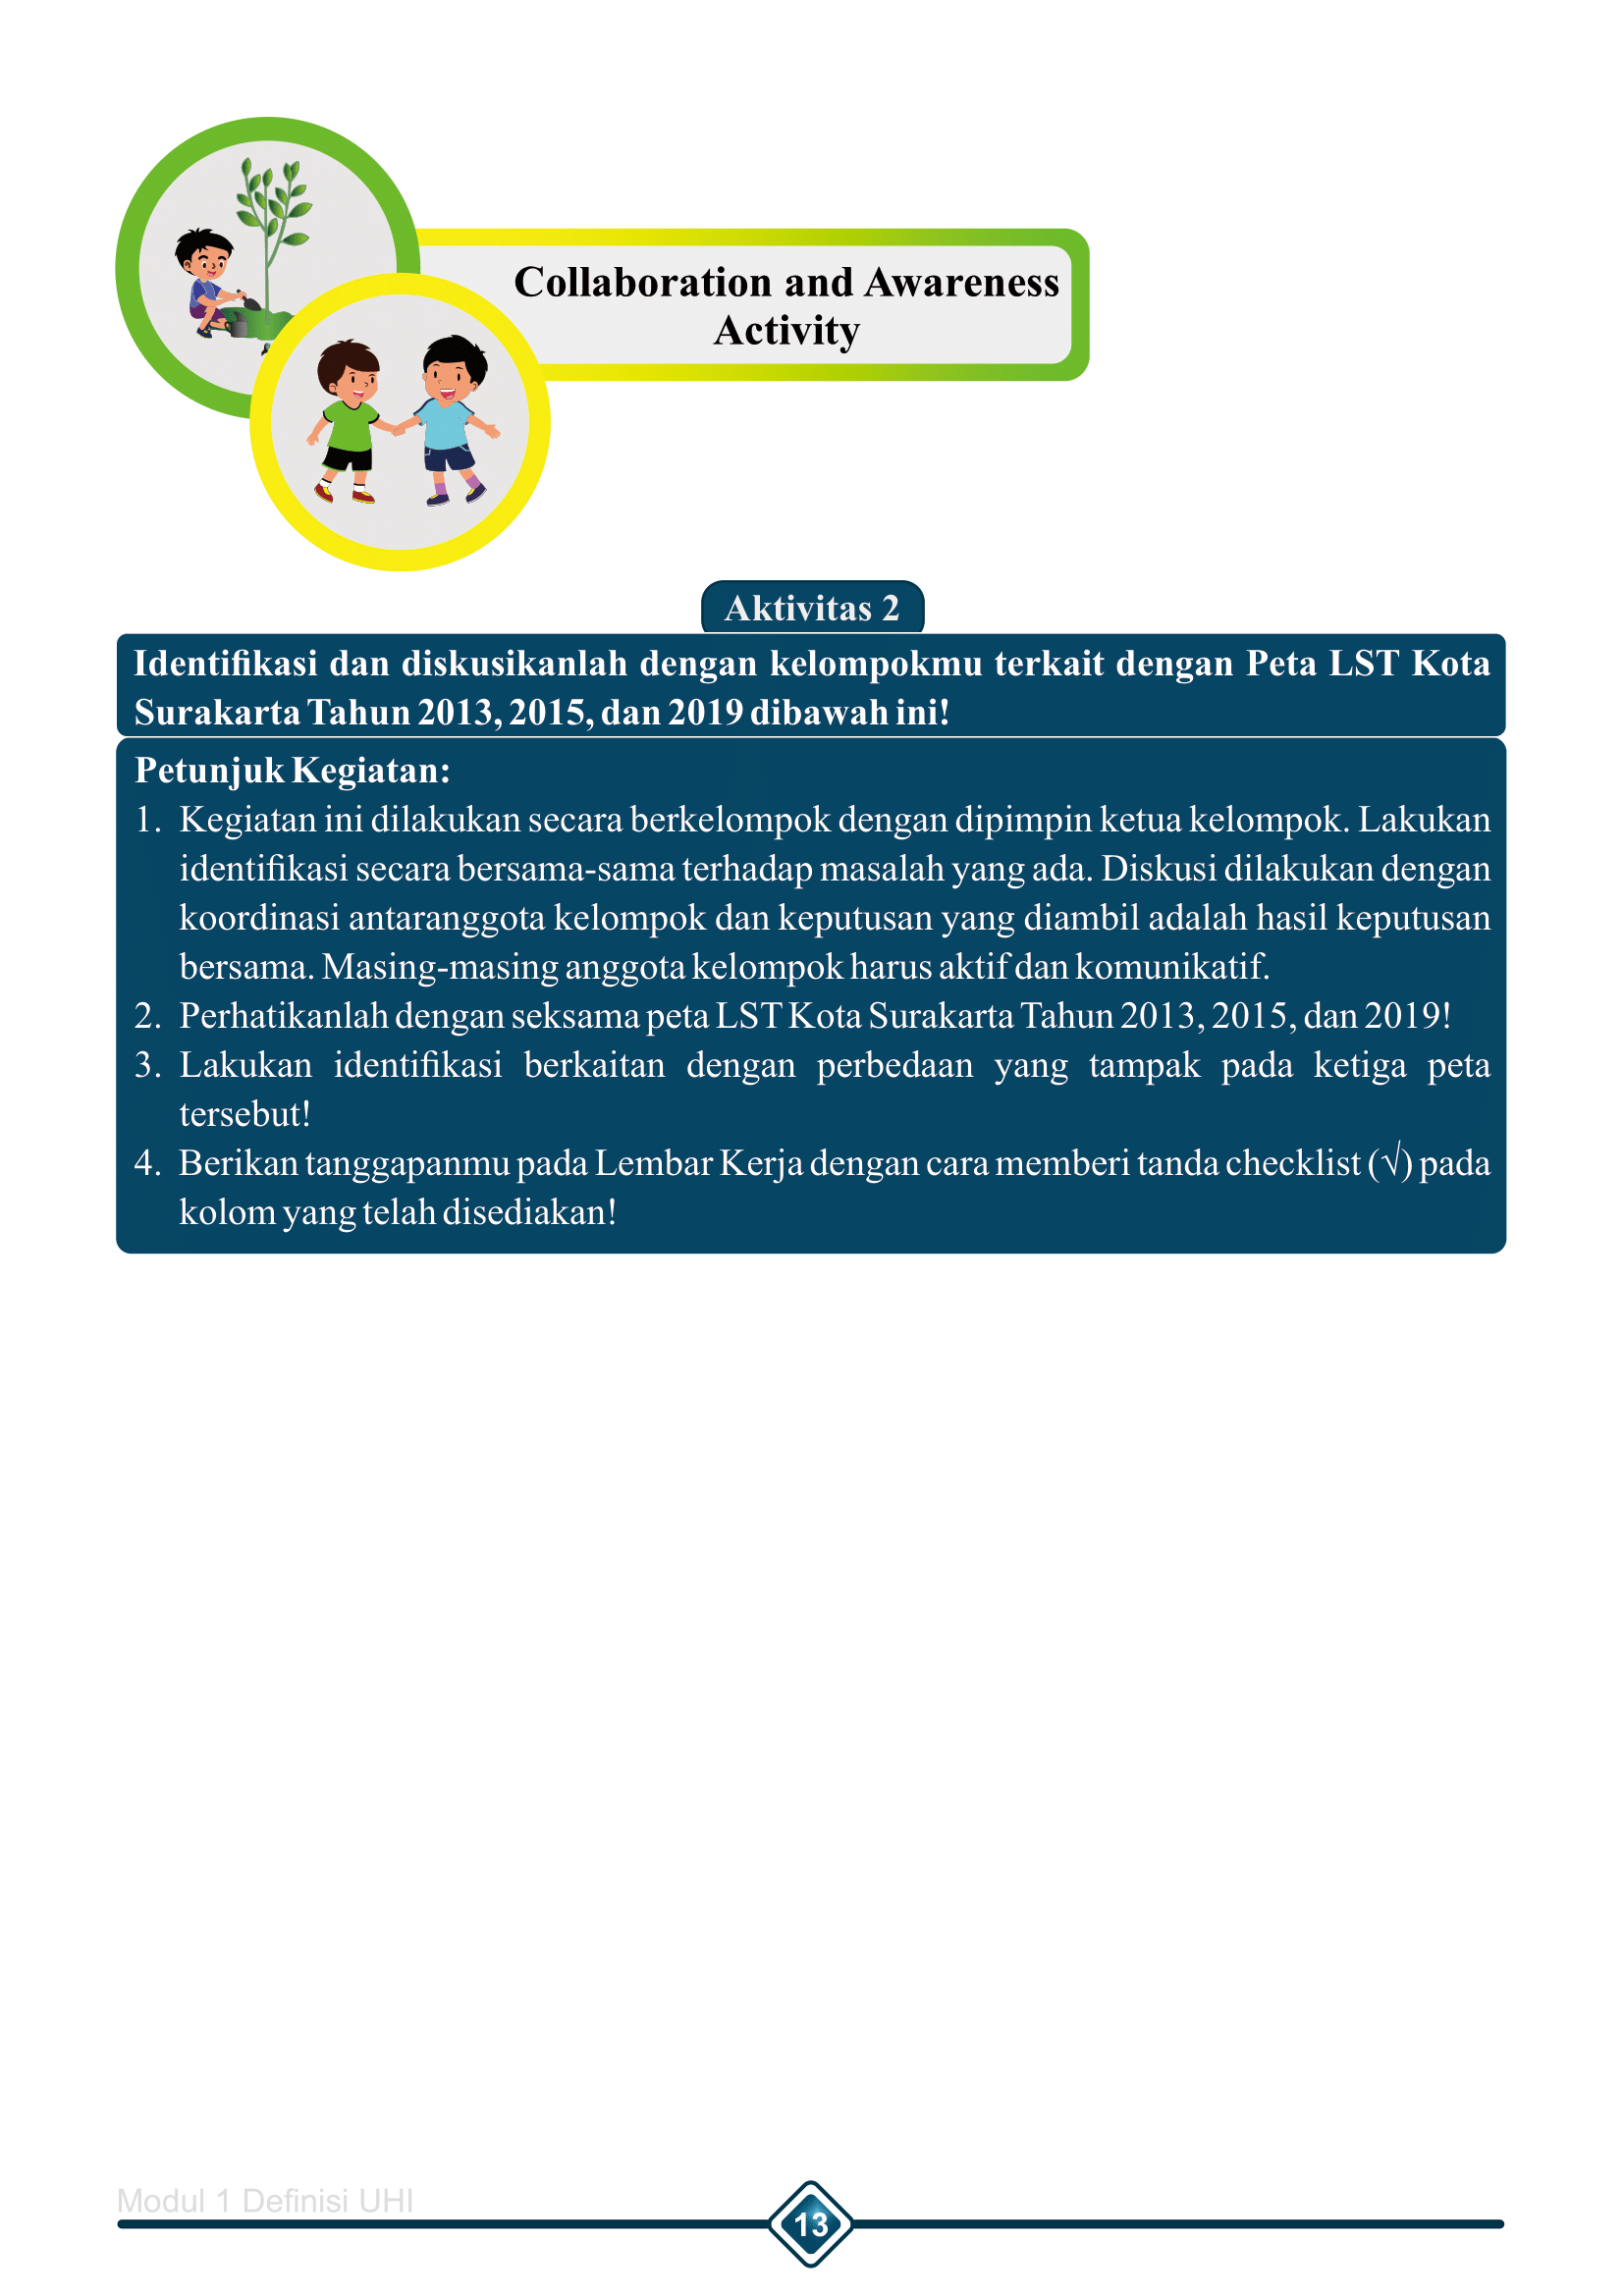 Collaboration and Awareness
Activity
Aktivitas 2
Identifikasi dan diskusikanlah dengan kelompokmu terkait dengan Peta LST Kota
Surakarta Tahun 2013, 2015, dan 2019 dibawah ini!
Petunjuk Kegiatan:
1. Kegiatan ini dilakukan secara berkelompok dengan dipimpin ketua kelompok. Lakukan
identifikasi secara bersama-sama terhadap masalah yang ada. Diskusi dilakukan dengan
koordinasi antaranggota kelompok dan keputusan yang diambil adalah hasil keputusan
bersama. Masing-masing anggota kelompok harus aktif dan komunikatif.
2. Perhatikanlah dengan seksama peta LST Kota Surakarta Tahun 2013, 2015, dan 2019!
3. Lakukan identifikasi berkaitan dengan perbedaan yang tampak pada ketiga peta
tersebut!
4. Berikan tanggapanmu pada Lembar Kerja dengan cara memberi tanda checklist (√) pada
kolom yang telah disediakan!
Modul 1 Definisi UHI
13